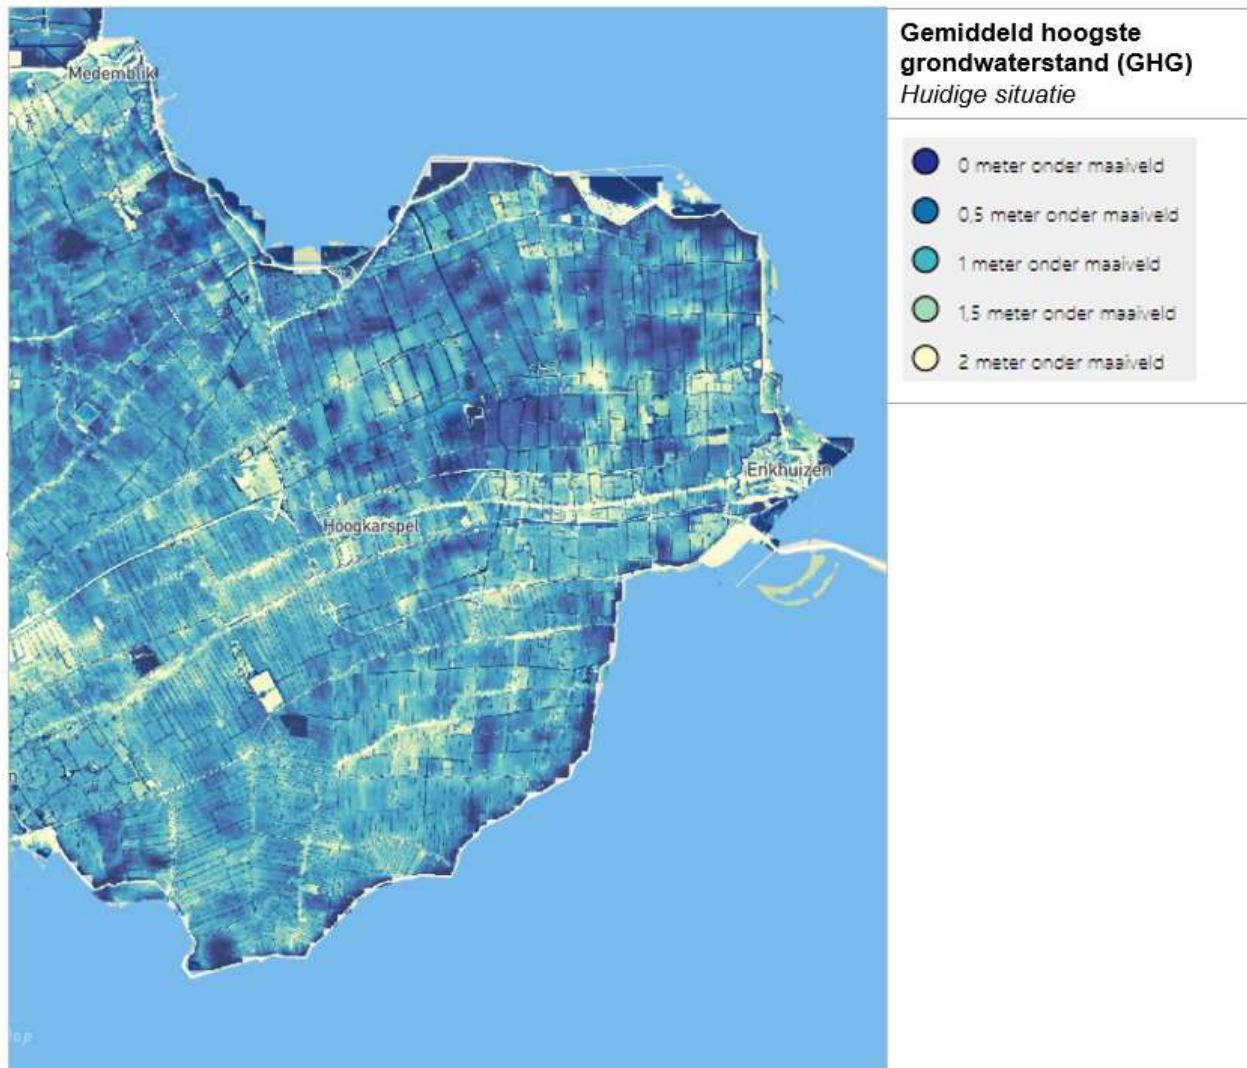 Medemblik
Hoogkarspel
Enkhuizen
n
Gemiddeld hoogste
grondwaterstand (GHG)
Huidige situatie
0 meter onder maaiveld
0,5 meter onder maaiveld
1 meter onder maaiveld
1,5 meter onder maaiveld
2 meter onder maaiveld